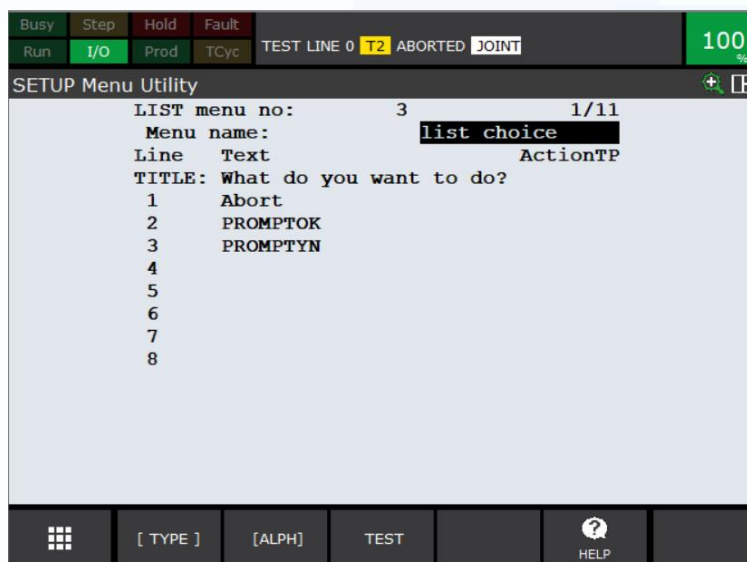 Busy Step Hold Fault
Run I/O Prod TCyc TEST LINE 0 T2 ABORTED JOINT 100 %
SETUP Menu Utility
LIST menu no: 3 1/11
Menu name: list choice
Line Text ActionTP
TITLE: What do you want to do?
1 Abort
2 PROMPTOK
3 PROMPTYN
4
5
6
7
8
[ TYPE ] [ALPH] TEST HELP